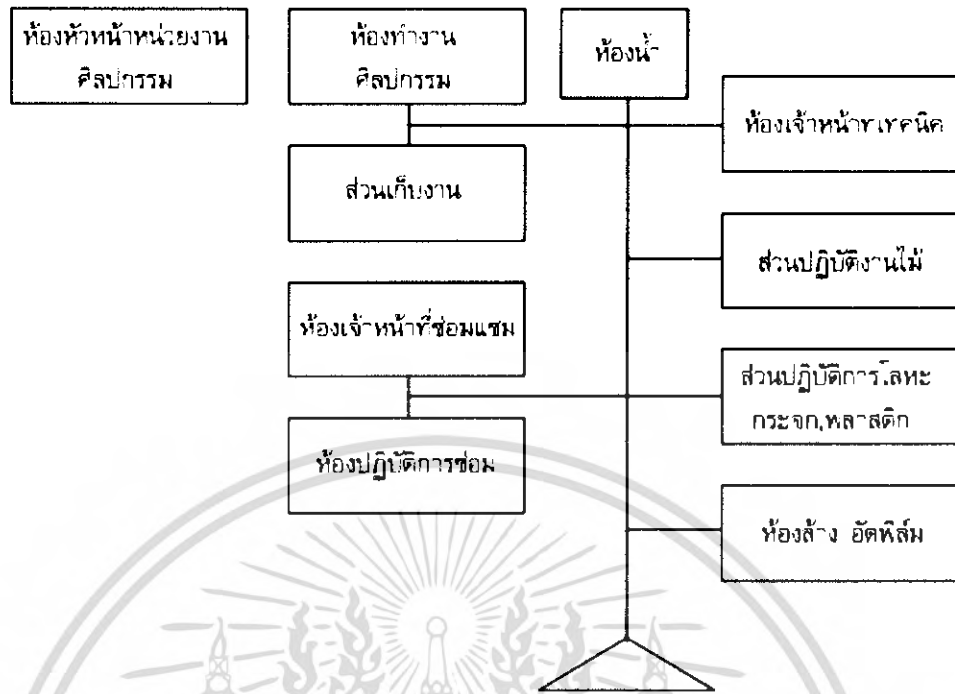 ห้องหัวหน้าหน่วยงาน
ศิลปกรรม
ห้องทำงาน
ศิลปกรรม
ห้องน้ำ
ห้องเจ้าหน้าที่เทคนิค
ส่วนเก็บงาน
ส่วนปฏิบัติงานไม้
ห้องเจ้าหน้าที่ซ่อมแซม
ส่วนปฏิบัติการโลหะ
กระจก,พลาสติก
ห้องปฏิบัติการซ่อม
ห้องล้าง อัดฟิล์ม